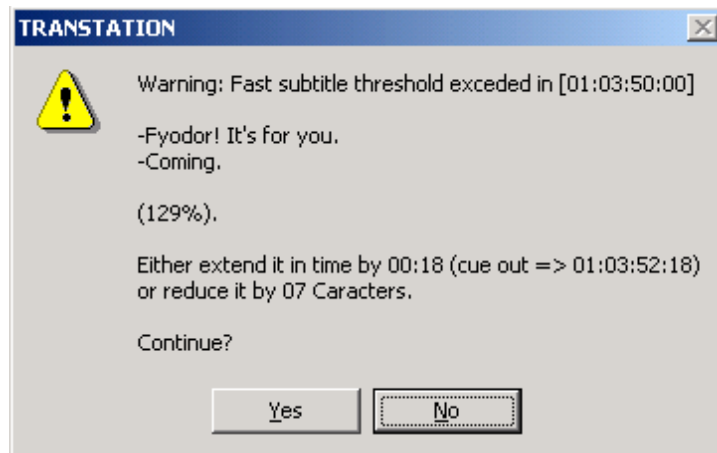 TRANSTATION
Warning: Fast subtitle threshold exceded in [01:03:50:00]
-Fyodor! It's for you.
-Coming.
(129%).
Either extend it in time by 00:18 (cue out => 01:03:52:18)
or reduce it by 07 Caracters.
Continue?
Yes
No